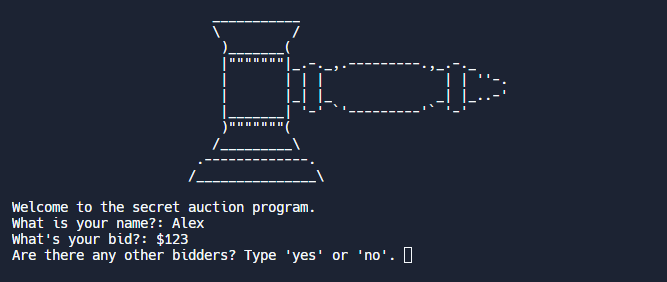 Welcome to the secret auction program.
What is your name?: Alex
What's your bid?: $123
Are there any other bidders? Type 'yes' or 'no'.